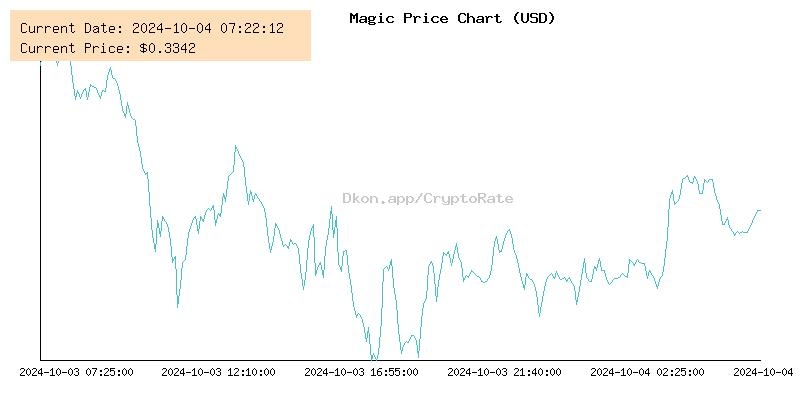 Magic Price Chart (USD)
Current Date: 2024-10-04 07:22:12
Current Price: $0.3342
Dkon.app/CryptoRate
2024-10-03 07:25:00 2024-10-03 12:10:00 2024-10-03 16:55:00 2024-10-03 21:40:00 2024-10-04 02:25:00 2024-10-04